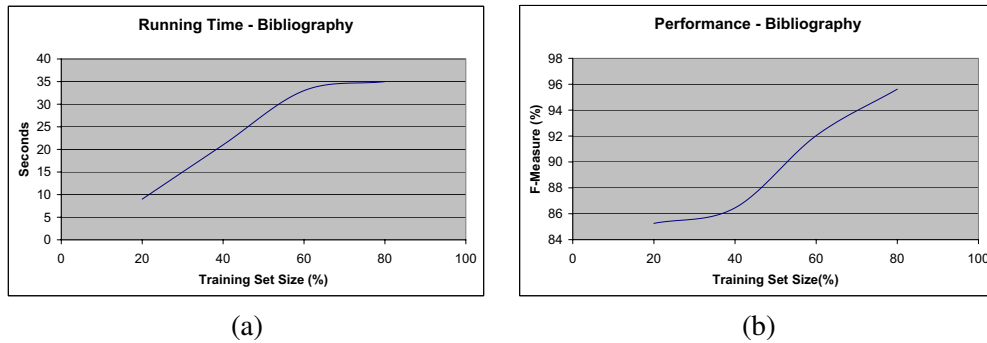 Running Time - Bibliography
40
35
30
25
20
15
10
5
0
Seconds
0 20 40 60 80 100
Training Set Size (%)
(a)
Performance - Bibliography
98
96
94
92
90
88
86
84
F-Measure (%)
0 20 40 60 80 100
Training Set Size(%)
(b)